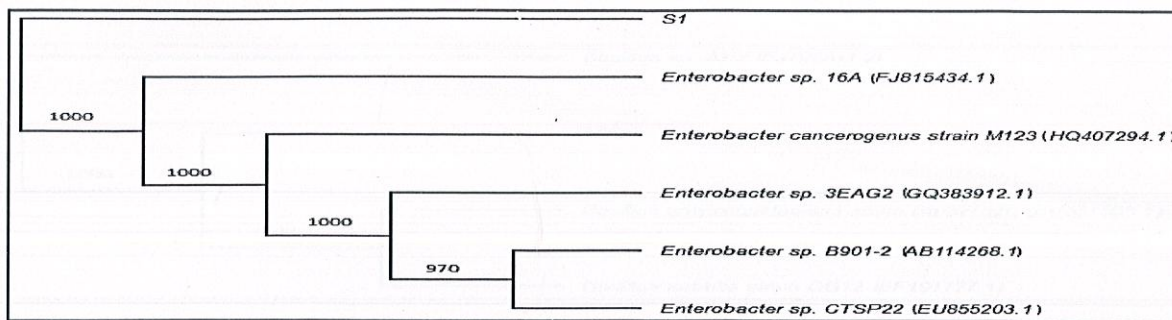 S1
Enterobacter sp. 16A (FJ815434.1)
1000
Enterobacter cancerogenus strain M123 (HQ407294.1)
1000
Enterobacter sp. 3EAG2 (GQ383912.1)
1000
Enterobacter sp. B901-2 (AB114268.1)
970
Enterobacter sp. CTSP22 (EU855203.1)